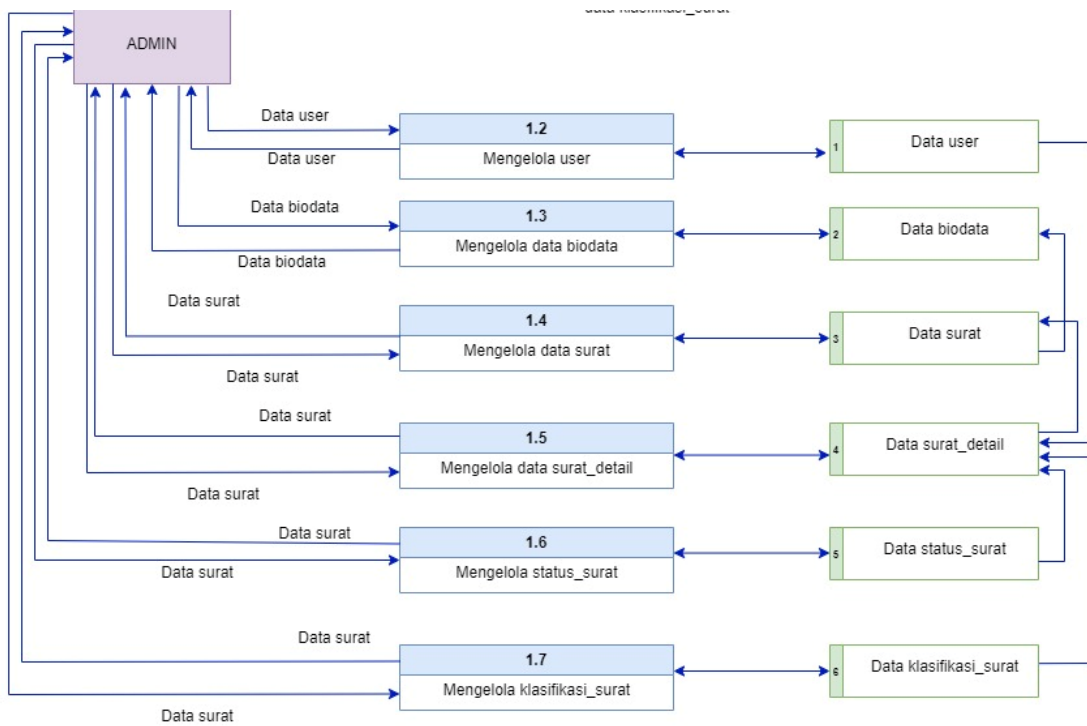 data klasifikasi_surat
ADMIN
Data user
1.2
Mengelola user
1
Data user
Data user
Data biodata
1.3
Mengelola data biodata
2
Data biodata
Data biodata
Data surat
1.4
Mengelola data surat
3
Data surat
Data surat
Data surat
1.5
Mengelola data surat_detail
4
Data surat_detail
Data surat
Data surat
1.6
Mengelola status_surat
5
Data status_surat
Data surat
Data surat
1.7
Mengelola klasifikasi_surat
6
Data klasifikasi_surat
Data surat